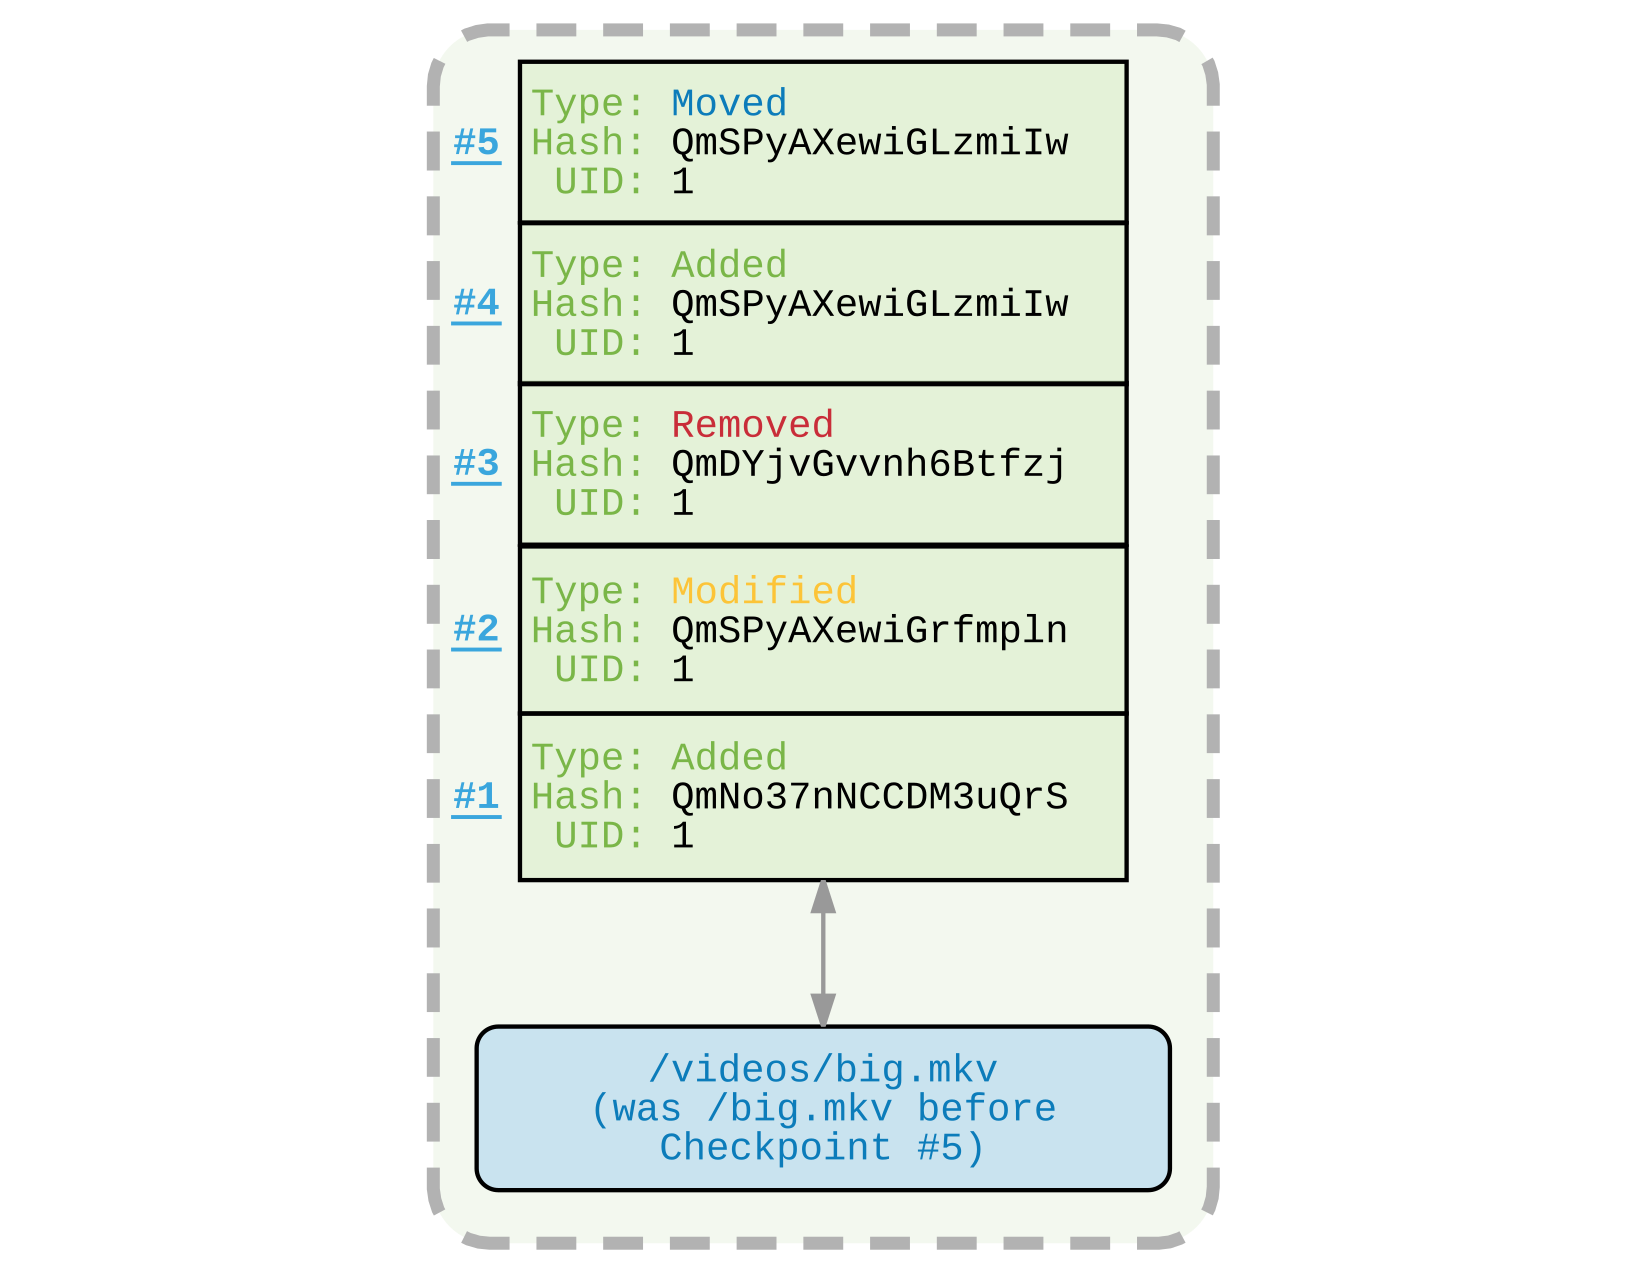 Type: Moved
#5 Hash: QmSPyAXewiGLzmiIw
UID: 1
Type: Added
#4 Hash: QmSPyAXewiGLzmiIw
UID: 1
Type: Removed
#3 Hash: QmDYjvGvvnh6Btfzj
UID: 1
Type: Modified
#2 Hash: QmSPyAXewiGrfmpln
UID: 1
Type: Added
#1 Hash: QmNo37nNCCDM3uQrS
UID: 1
/videos/big.mkv
(was /big.mkv before
Checkpoint #5)